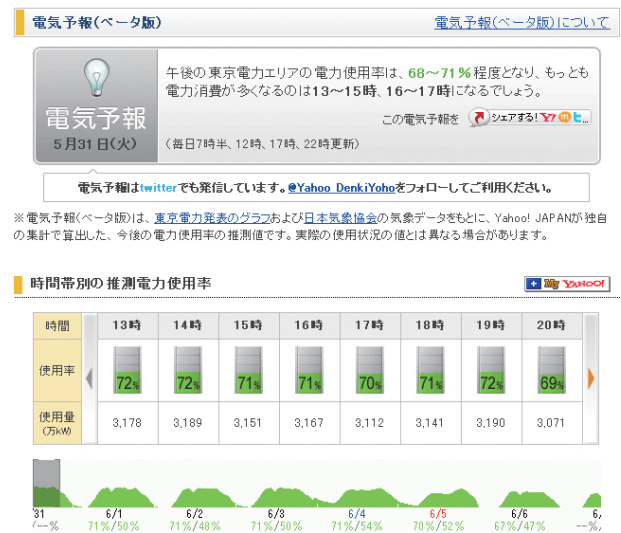 電気予報(ベータ版)
電気予報(ベータ版)について
電気予報
5月31日(火)
午後の東京電力エリアの電力使用率は、68〜71%程度となり、もっとも
電力消費が多くなるのは13〜15時、16〜17時になるでしょう。
この電気予報を シェアする!
(毎日7時半、12時、17時、22時更新)
電気予報はtwitterでも発信しています。@Yahoo_DenkiYohoをフォローしてご利用ください。
※電気予報(ベータ版)は、東京電力発表のグラフおよび日本気象協会の気象データをもとに、Yahoo! JAPANが独自
の集計で算出した、今後の電力使用率の推測値です。実際の使用状況の値とは異なる場合があります。
時間帯別の推測電力使用率
+ My YAHOO!
時間 13時 14時 15時 16時 17時 18時 19時 20時
使用率 72% 72% 71% 71% 70% 71% 72% 69%
使用量(万kW) 3,178 3,189 3,151 3,167 3,112 3,141 3,190 3,071
'31 6/1 6/2 6/3 6/4 6/5 6/6 6/
/--% 71%/50% 71%/48% 71%/50% 71%/54% 70%/52% 67%/47% --%/